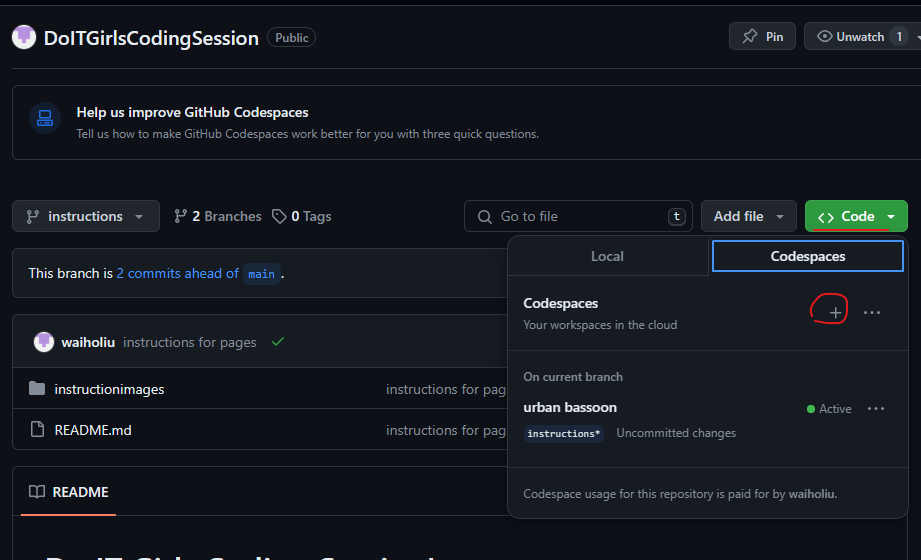 DoITGirlsCodingSession Public Pin Unwatch 1
Help us improve GitHub Codespaces
Tell us how to make GitHub Codespaces work better for you with three quick questions.
instructions 2 Branches 0 Tags Go to file t Add file <> Code
Local Codespaces
This branch is 2 commits ahead of main .
Codespaces
Your workspaces in the cloud
waiholiu instructions for pages
On current branch
instructionimages instructions for pag
urban bassoon Active
README.md instructions for pag
instructions* Uncommitted changes
README
Codespace usage for this repository is paid for by waiholiu.